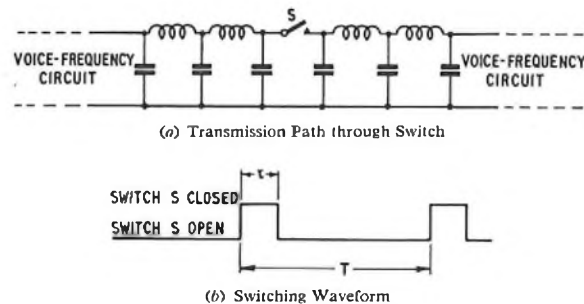 S
VOICE-FREQUENCY
CIRCUIT
VOICE-FREQUENCY
CIRCUIT
(a) Transmission Path through Switch
τ
SWITCH S CLOSED
SWITCH S OPEN
T
(b) Switching Waveform